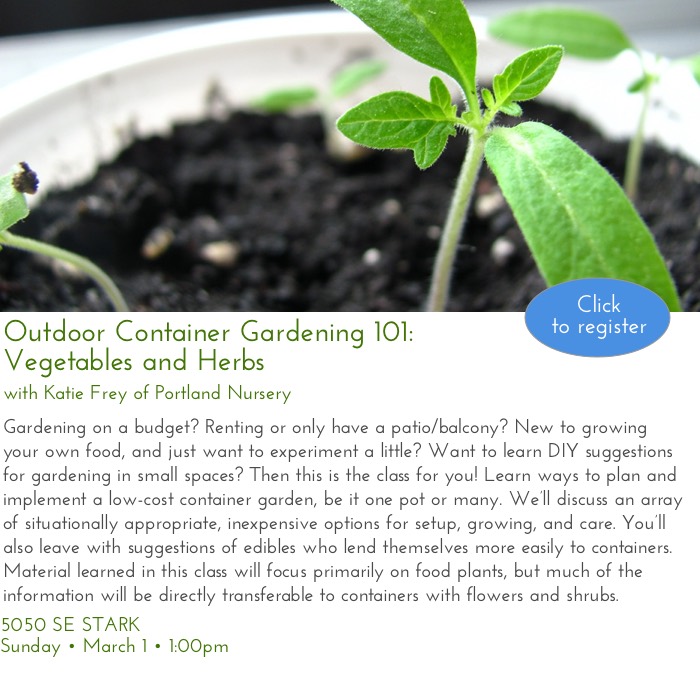 Click
to register
Outdoor Container Gardening 101:
Vegetables and Herbs
with Katie Frey of Portland Nursery
Gardening on a budget? Renting or only have a patio/balcony? New to growing
your own food, and just want to experiment a little? Want to learn DIY suggestions
for gardening in small spaces? Then this is the class for you! Learn ways to plan and
implement a low-cost container garden, be it one pot or many. We'll discuss an array
of situationally appropriate, inexpensive options for setup, growing, and care. You'll
also leave with suggestions of edibles who lend themselves more easily to containers.
Material learned in this class will focus primarily on food plants, but much of the
information will be directly transferable to containers with flowers and shrubs.
5050 SE STARK
Sunday • March 1 • 1:00pm